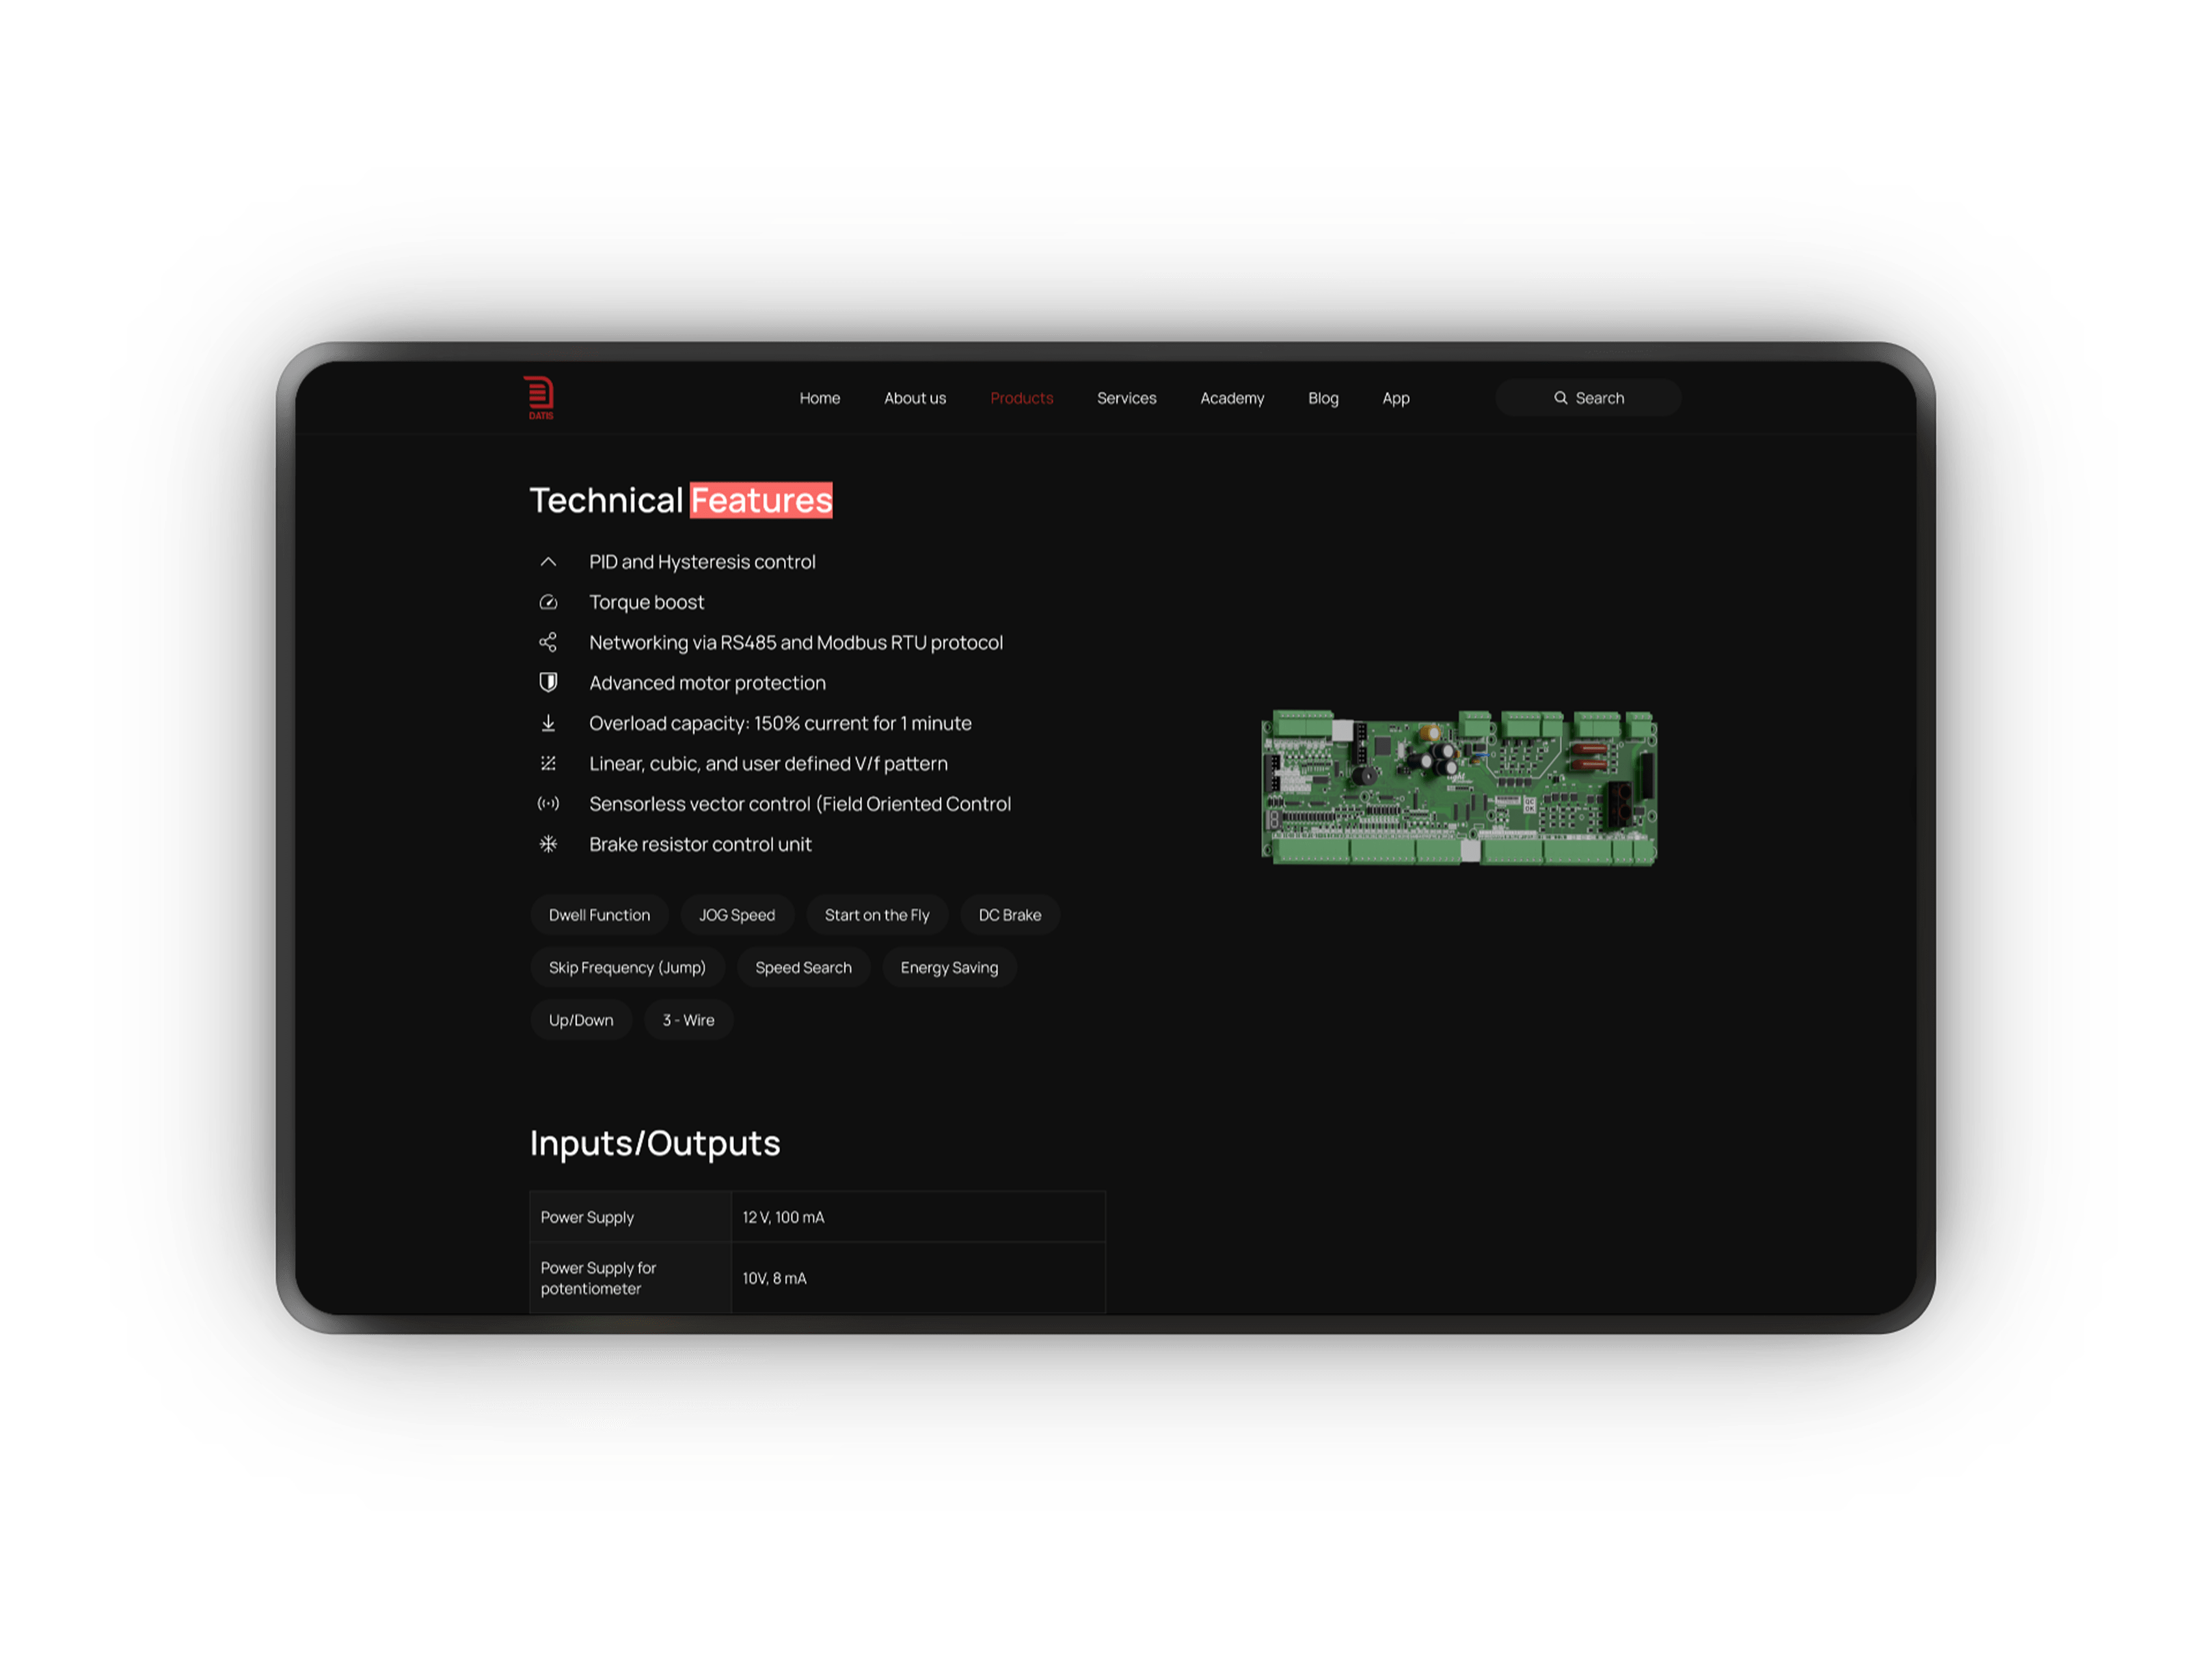 DATIS
Home About us Products Services Academy Blog App Search
Technical Features
PID and Hysteresis control
Torque boost
Networking via RS485 and Modbus RTU protocol
Advanced motor protection
Overload capacity: 150% current for 1 minute
Linear, cubic, and user defined V/f pattern
Sensorless vector control (Field Oriented Control
Brake resistor control unit
Dwell Function JOG Speed Start on the Fly DC Brake
Skip Frequency (Jump) Speed Search Energy Saving
Up/Down 3 - Wire
Inputs/Outputs
Power Supply 12 V, 100 mA
Power Supply for
potentiometer
10V, 8 mA
QC
OK